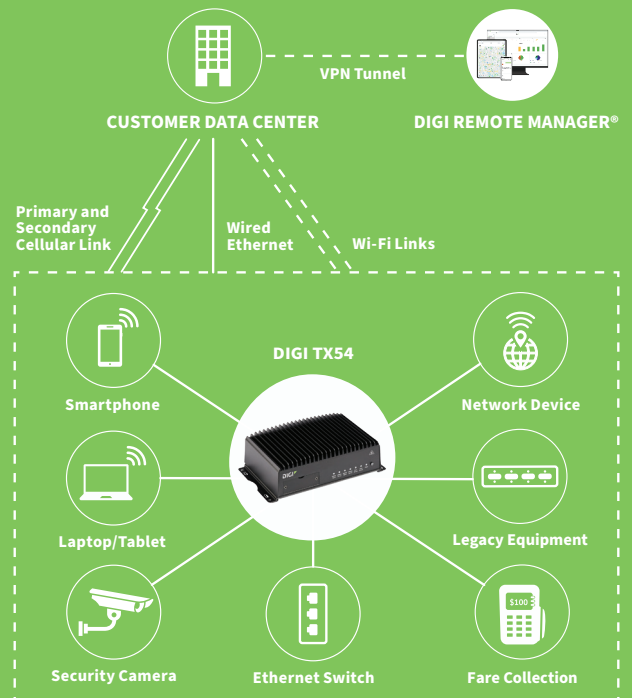 VPN Tunnel
CUSTOMER DATA CENTER
DIGI REMOTE MANAGER®
Primary and
Secondary
Cellular Link
Wired
Ethernet
Wi-Fi Links
DIGI TX54
Smartphone
Network Device
DIGI
Laptop/Tablet
Legacy Equipment
$100
Security Camera
Ethernet Switch
Fare Collection